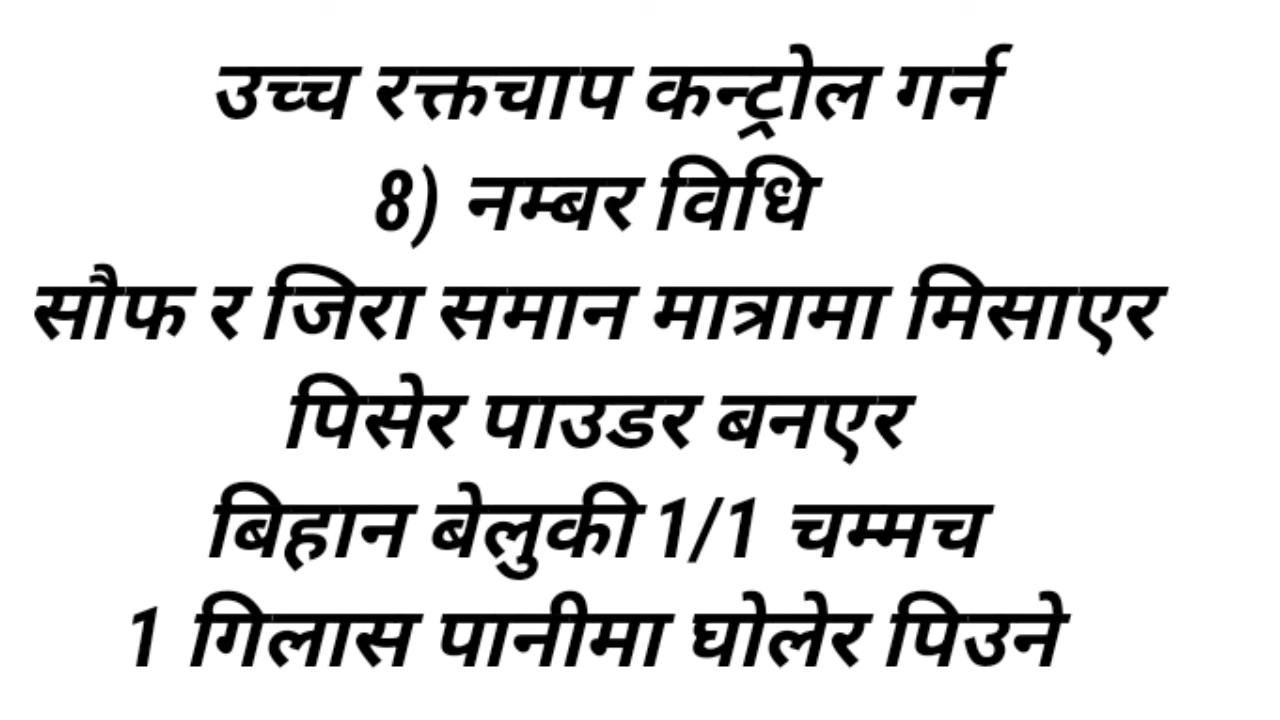 उच्च रक्तचाप कन्ट्रोल गर्न
8) नम्बर विधि
सौफ र जिरा समान मात्रामा मिसाएर
पिसेर पाउडर बनएर
बिहान बेलुकी 1/1 चम्मच
1 गिलास पानीमा घोलेर पिउने